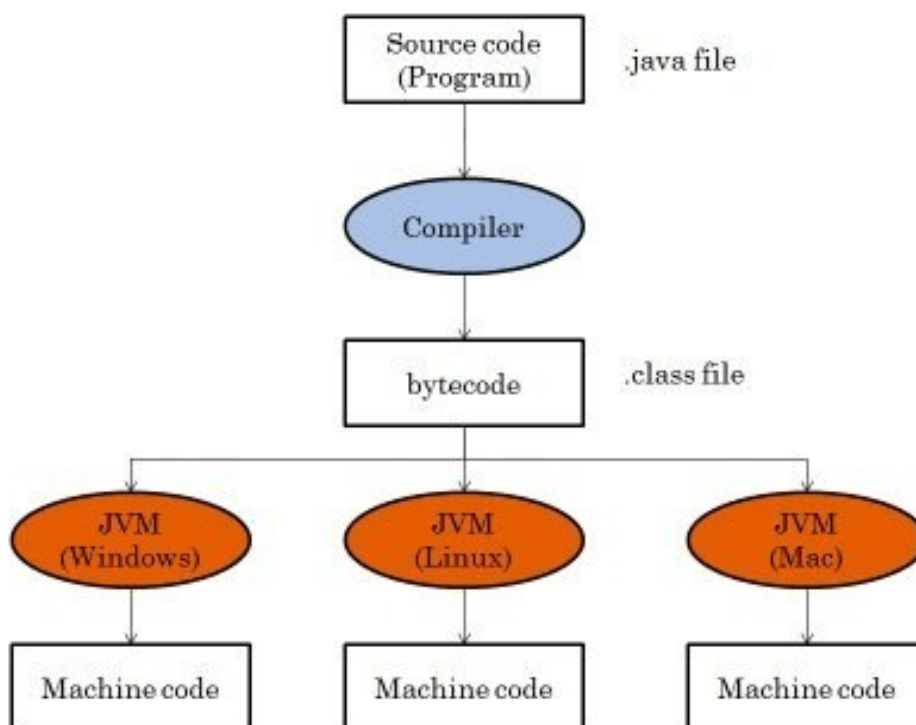 Source code
(Program)
.java file
Compiler
bytecode
.class file
JVM
(Windows)
JVM
(Linux)
JVM
(Mac)
Machine code
Machine code
Machine code